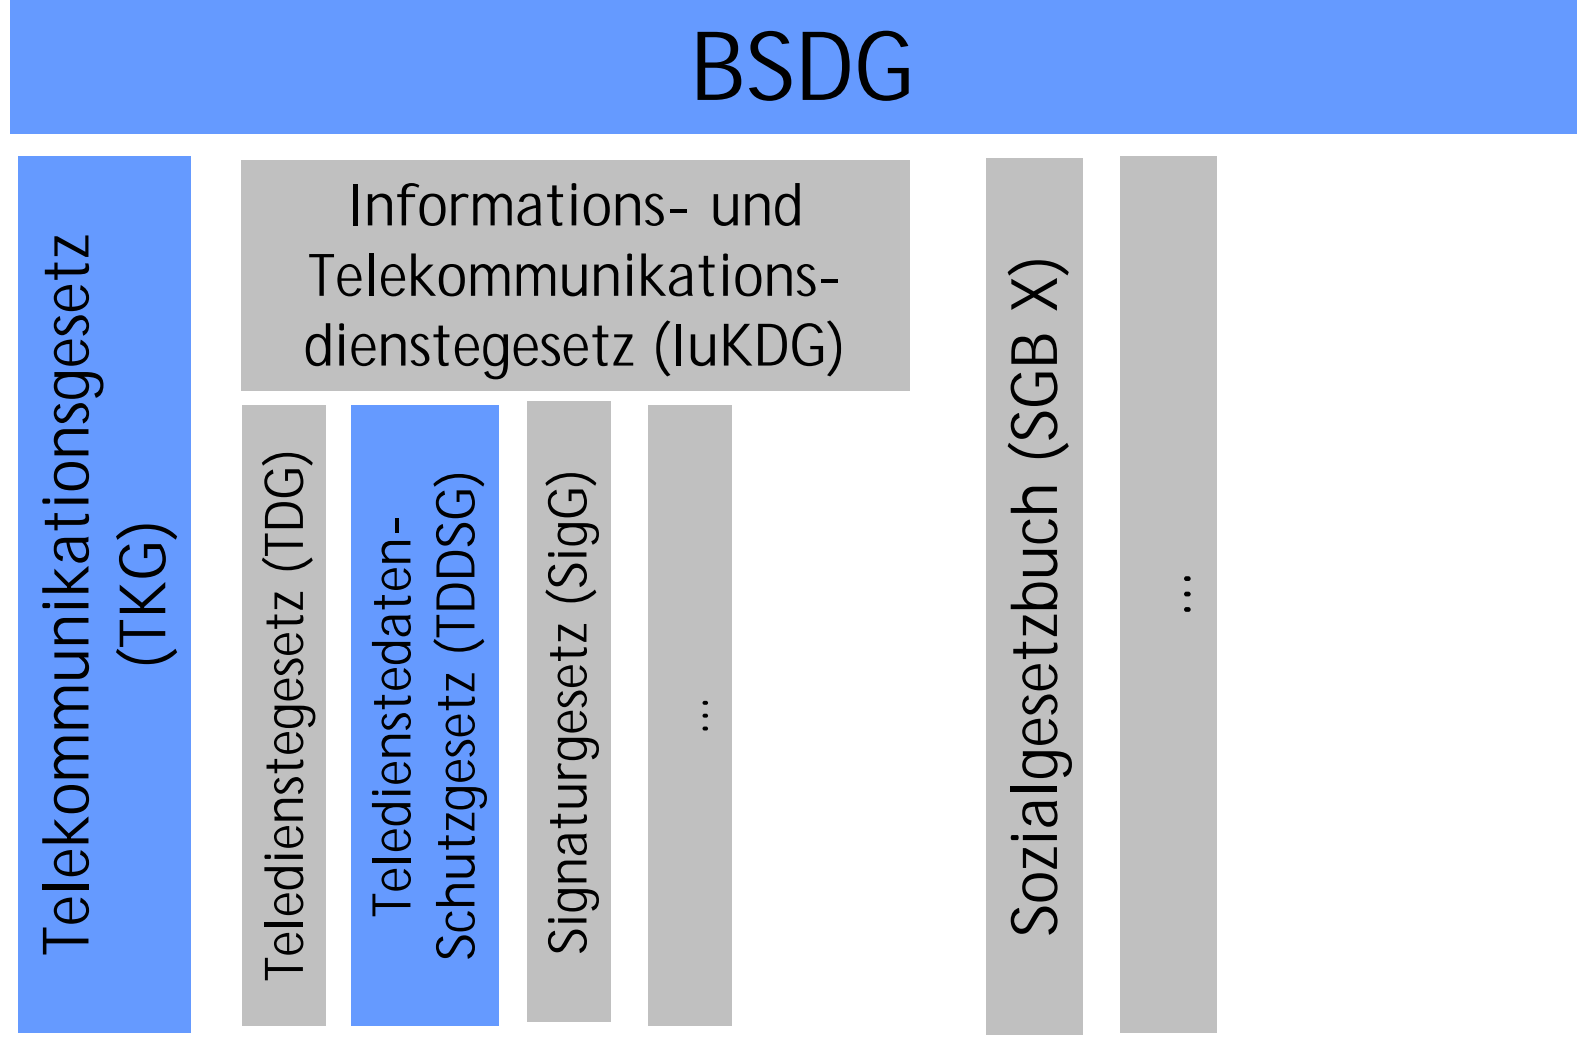 BSDG
Telekommunikationsgesetz
(TKG)
Informations- und
Telekommunikations-
dienstegesetz (IuKDG)
Teledienstegesetz (TDG)
Teledienstedaten-
Schutzgesetz (TDDSG)
Signaturgesetz (SigG)
...
Sozialgesetzbuch (SGB X)
...